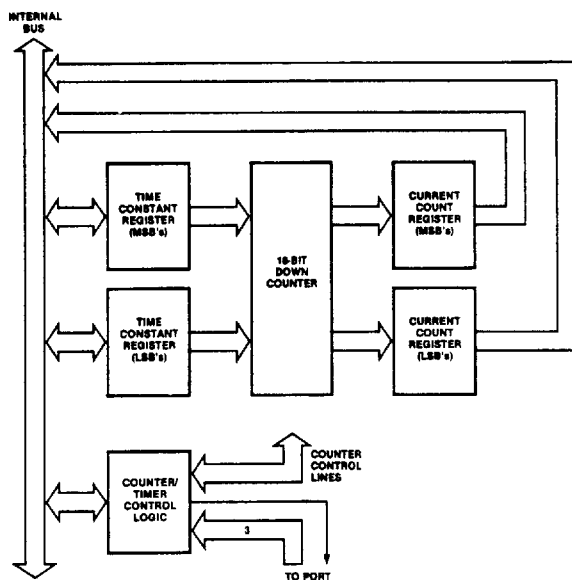 INTERNAL
BUS
TIME
CONSTANT
REGISTER
(MSB's)
16-BIT
DOWN
COUNTER
CURRENT
COUNT
REGISTER
(MSB's)
TIME
CONSTANT
REGISTER
(LSB's)
CURRENT
COUNT
REGISTER
(LSB's)
COUNTER/
TIMER
CONTROL
LOGIC
COUNTER
CONTROL
LINES
3
TO PORT